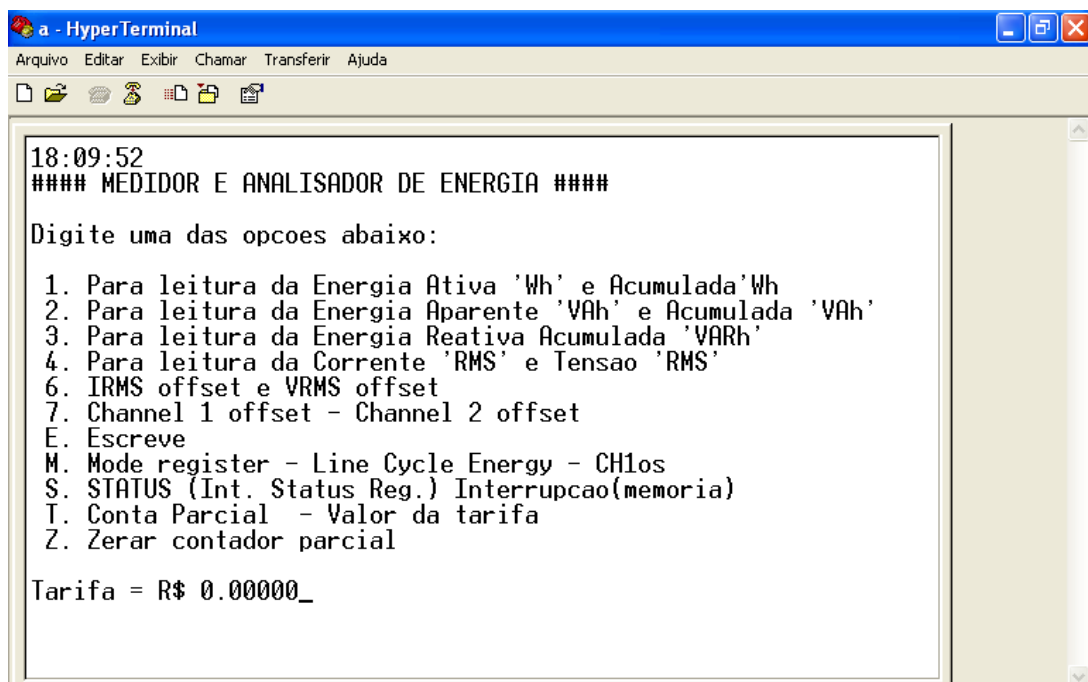 a - HyperTerminal
Arquivo Editar Exibir Chamar Transferir Ajuda
18:09:52
#### MEDIDOR E ANALISADOR DE ENERGIA ####
Digite uma das opcoes abaixo:
1. Para leitura da Energia Ativa 'Wh' e Acumulada'Wh
2. Para leitura da Energia Aparente 'VAh' e Acumulada 'VAh'
3. Para leitura da Energia Reativa Acumulada 'VARh'
4. Para leitura da Corrente 'RMS' e Tensao 'RMS'
6. IRMS offset e VRMS offset
7. Channel 1 offset - Channel 2 offset
E. Escreve
M. Mode register - Line Cycle Energy - CH1os
S. STATUS (Int. Status Reg.) Interrupcao(memoria)
T. Conta Parcial  - Valor da tarifa
Z. Zerar contador parcial
Tarifa = R$ 0.00000_